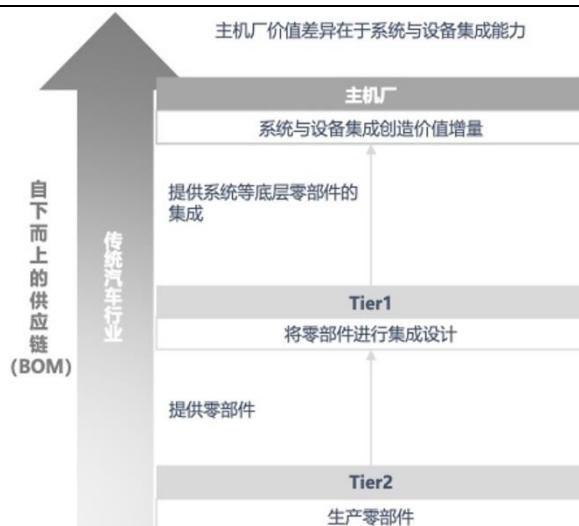 主机厂价值差异在于系统与设备集成能力
主机厂
系统与设备集成创造价值增量
提供系统等底层零部件的
集成
自下而上的供应链
(BOM)
传统汽车行业
Tier1
将零部件进行集成设计
提供零部件
Tier2
生产零部件